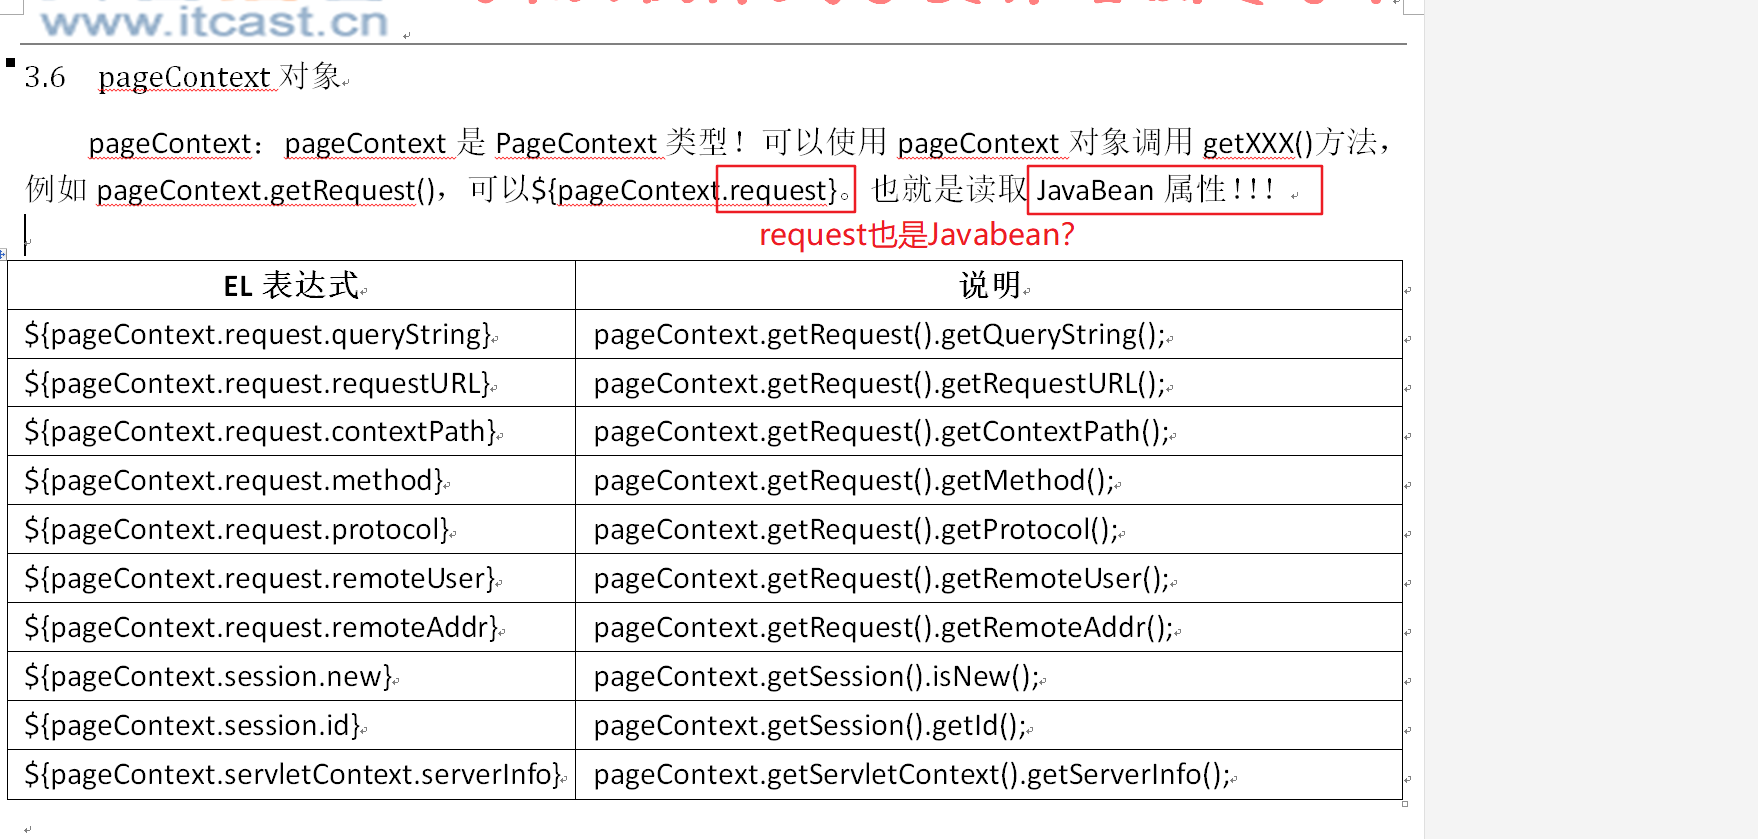 www.itcast.cn
3.6 pageContext 对象
pageContext：pageContext 是 PageContext 类型！可以使用 pageContext 对象调用 getXXX()方法，
例如 pageContext.getRequest()，可以${pageContext.request}。也就是读取 JavaBean 属性！！！
request也是Javabean?
EL 表达式 说明
${pageContext.request.queryString} pageContext.getRequest().getQueryString();
${pageContext.request.requestURL} pageContext.getRequest().getRequestURL();
${pageContext.request.contextPath} pageContext.getRequest().getContextPath();
${pageContext.request.method} pageContext.getRequest().getMethod();
${pageContext.request.protocol} pageContext.getRequest().getProtocol();
${pageContext.request.remoteUser} pageContext.getRequest().getRemoteUser();
${pageContext.request.remoteAddr} pageContext.getRequest().getRemoteAddr();
${pageContext.session.new} pageContext.getSession().isNew();
${pageContext.session.id} pageContext.getSession().getId();
${pageContext.servletContext.serverInfo} pageContext.getServletContext().getServerInfo();